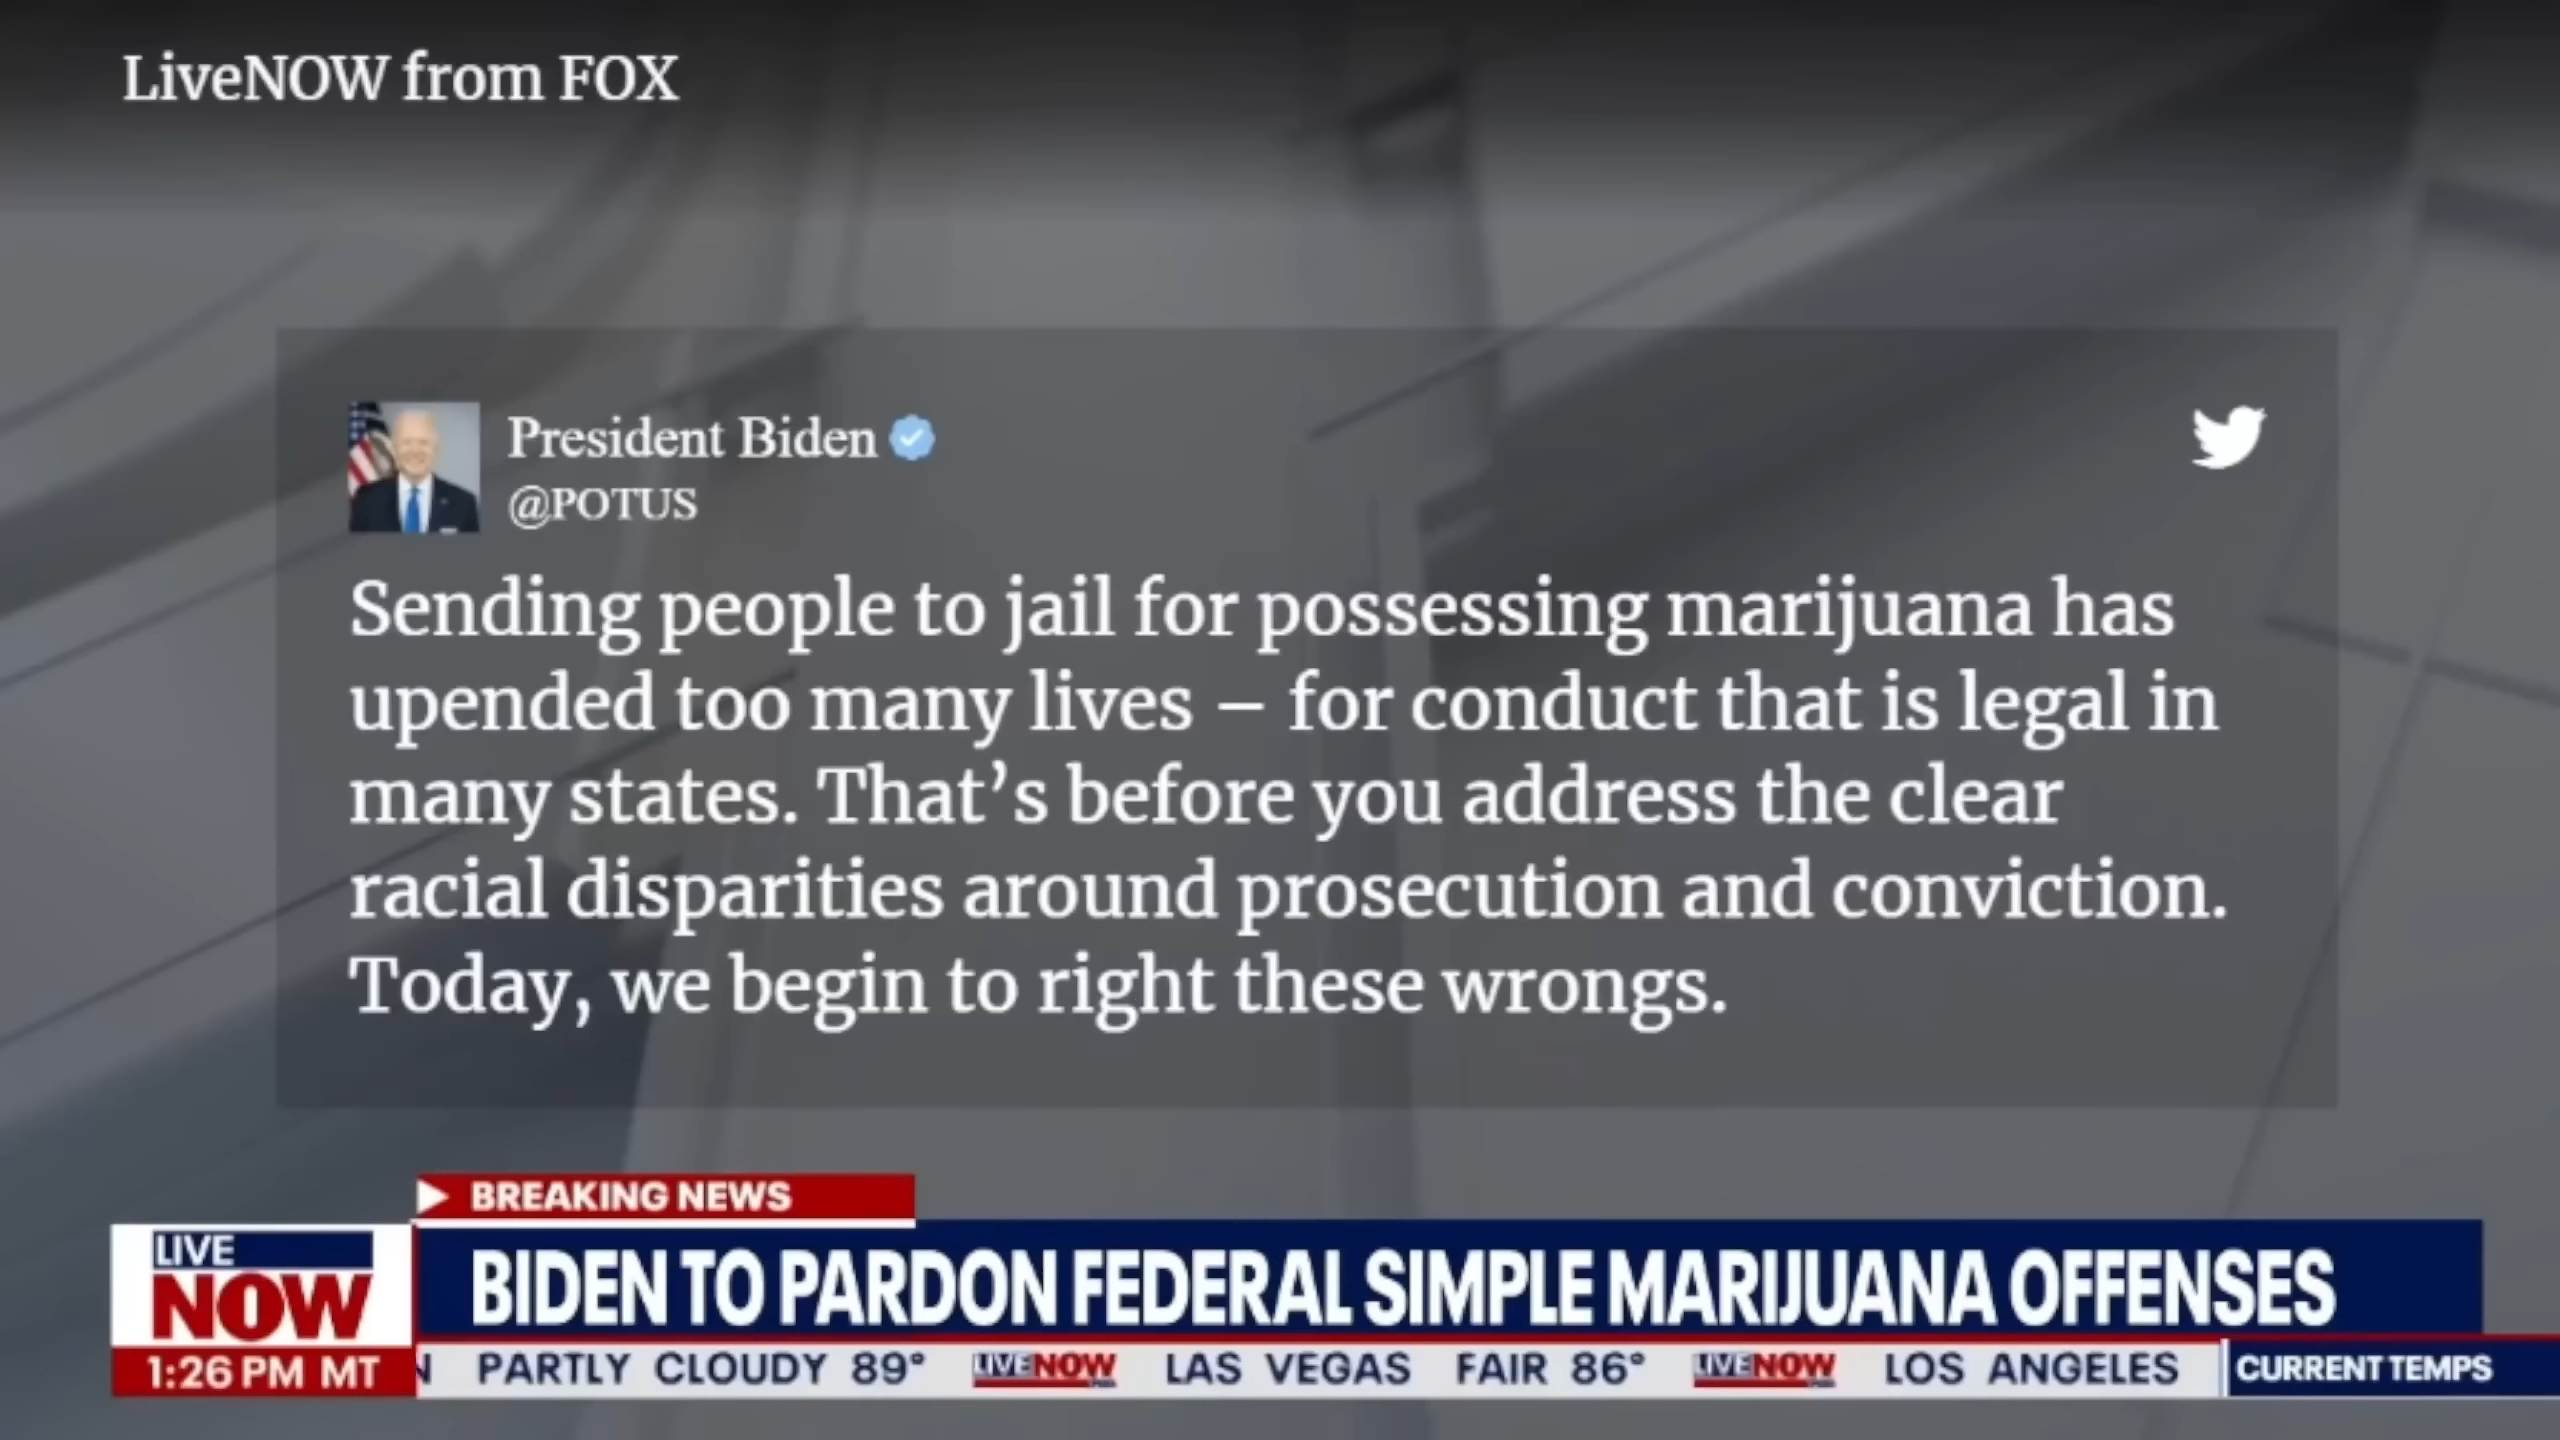 LiveNOW from FOX
President Biden
@POTUS
Sending people to jail for possessing marijuana has
upended too many lives – for conduct that is legal in
many states. That’s before you address the clear
racial disparities around prosecution and conviction.
Today, we begin to right these wrongs.
BREAKING NEWS
LIVE
NOW
BIDEN TO PARDON FEDERAL SIMPLE MARIJUANA OFFENSES
1:26 PM MT
PARTLY CLOUDY 89° LIVENOW LAS VEGAS FAIR 86° LIVENOW LOS ANGELES CURRENT TEMPS